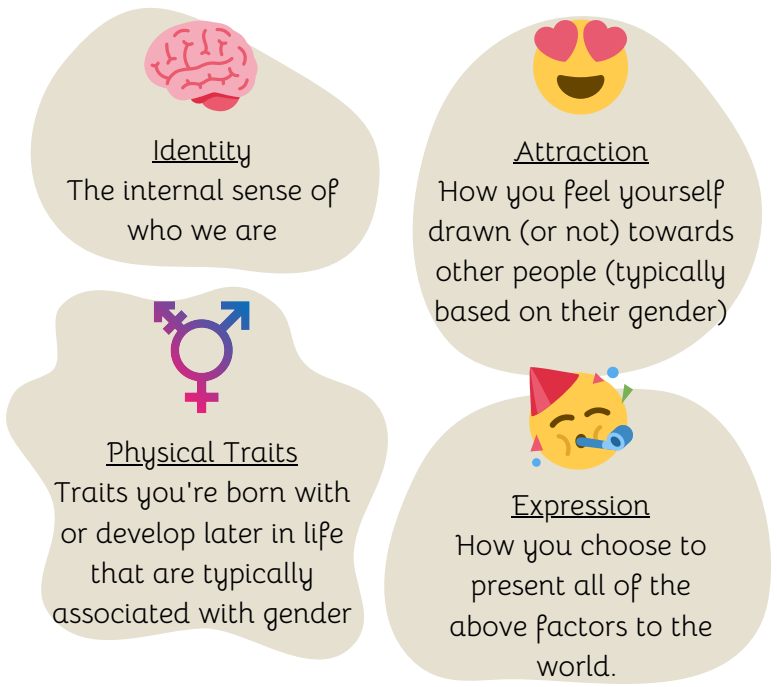 Identity
The internal sense of
who we are
Attraction
How you feel yourself
drawn (or not) towards
other people (typically
based on their gender)
Physical Traits
Traits you're born with
or develop later in life
that are typically
associated with gender
Expression
How you choose to
present all of the
above factors to the
world.